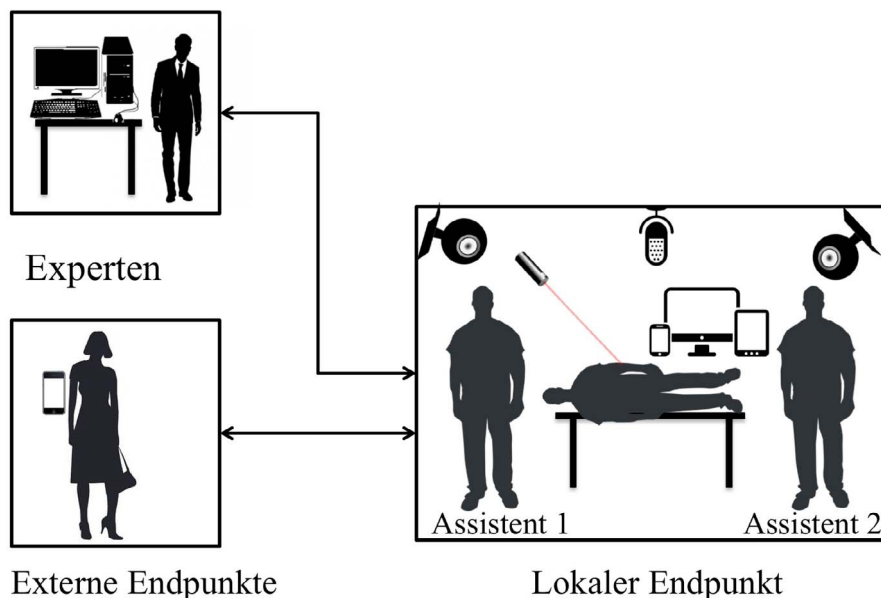 Experten
Assistent 1
Assistent 2
Externe Endpunkte
Lokaler Endpunkt